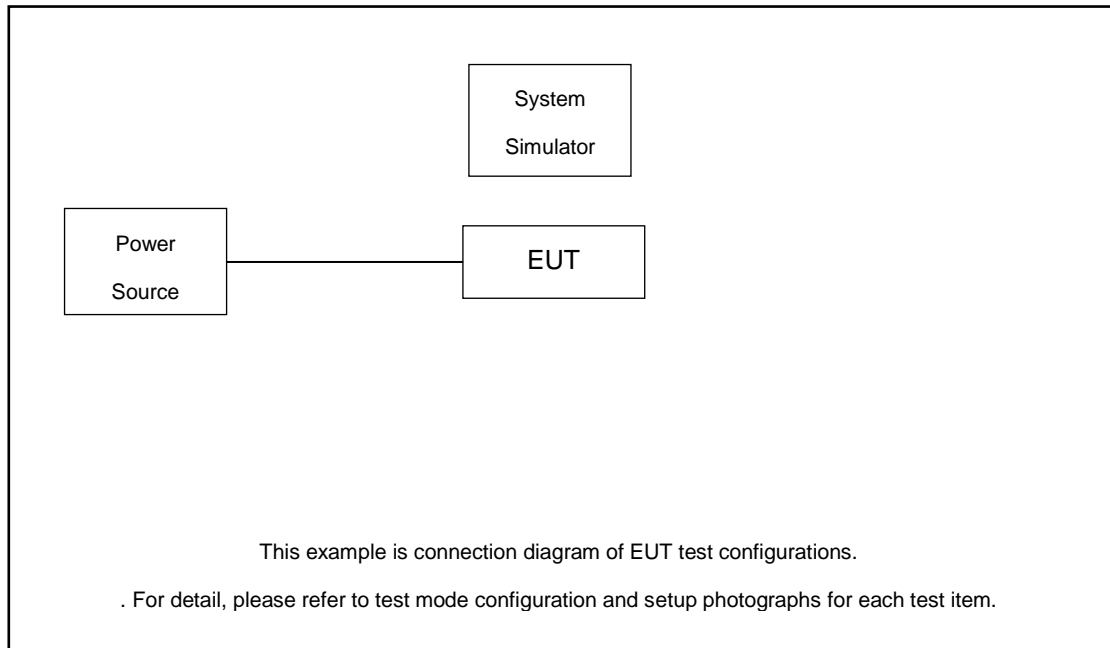 System
Simulator
Power
Source
EUT
This example is connection diagram of EUT test configurations.
. For detail, please refer to test mode configuration and setup photographs for each test item.